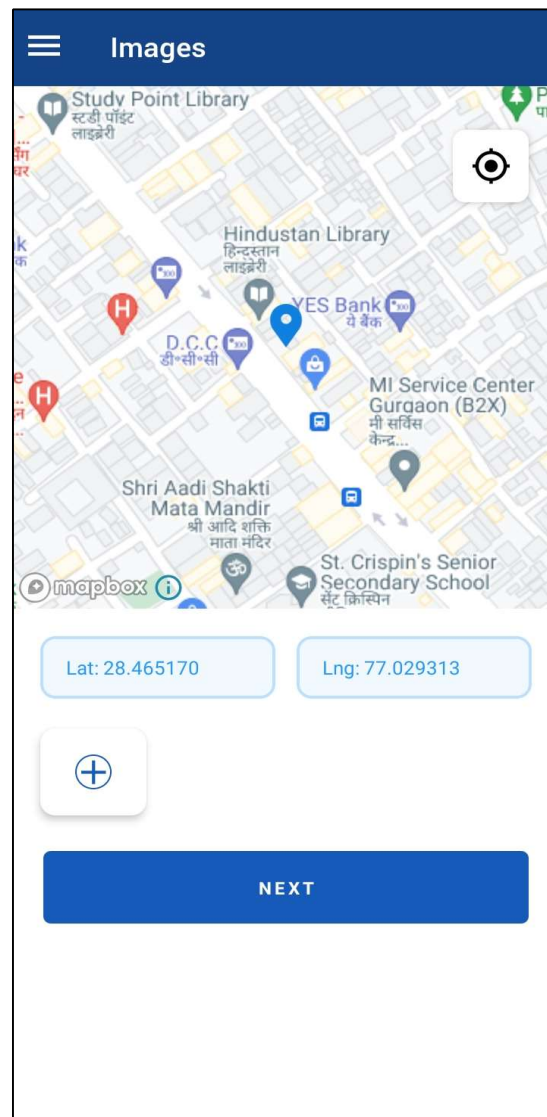 Images
Study Point Library
स्टडी पॉइंट
लाइब्रेरी
Hindustan Library
हिन्दुस्तान
लाइब्रेरी
YES Bank
ये बैंक
D.C.C
डी॰सी॰सी
MI Service Center
Gurgaon (B2X)
मी सर्विस
केन्द्र...
Shri Aadi Shakti
Mata Mandir
श्री आदि शक्ति
माता मंदिर
St. Crispin's Senior
Secondary School
सेंट क्रिस्पिन
mapbox
Lat: 28.465170
Lng: 77.029313
NEXT